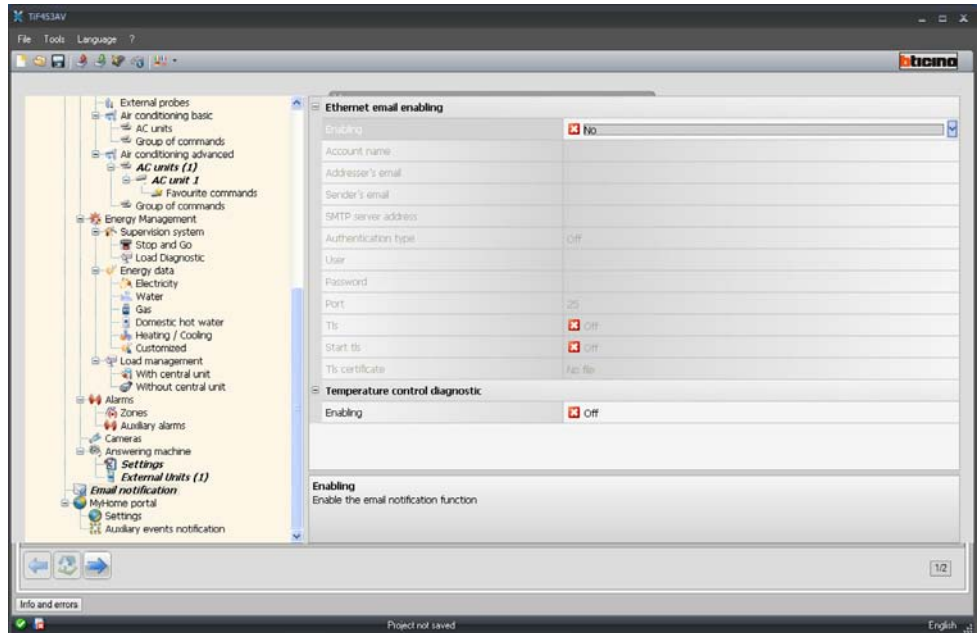 TiF453AV
File Tools Language ?
bticino
External probes
Air conditioning basic
AC units
Group of commands
Air conditioning advanced
AC units (1)
AC unit 1
Favourite commands
Group of commands
Energy Management
Supervision system
Stop and Go
Load Diagnostic
Energy data
Electricity
Water
Gas
Domestic hot water
Heating / Cooling
Customized
Load management
With central unit
Without central unit
Alarms
Zones
Auxiliary alarms
Cameras
Answering machine
Settings
External Units (1)
Email notification
MyHome portal
Settings
Auxiliary events notification
Ethernet email enabling
Enabling No
Account name
Addresser's email
Sender's email
SMTP server address
Authentication type Off
User
Password
Port 25
Tls Off
Start tls Off
Tls certificate No file
Temperature control diagnostic
Enabling Off
Enabling
Enable the email notification function
1/2
Info and errors
Project not saved English